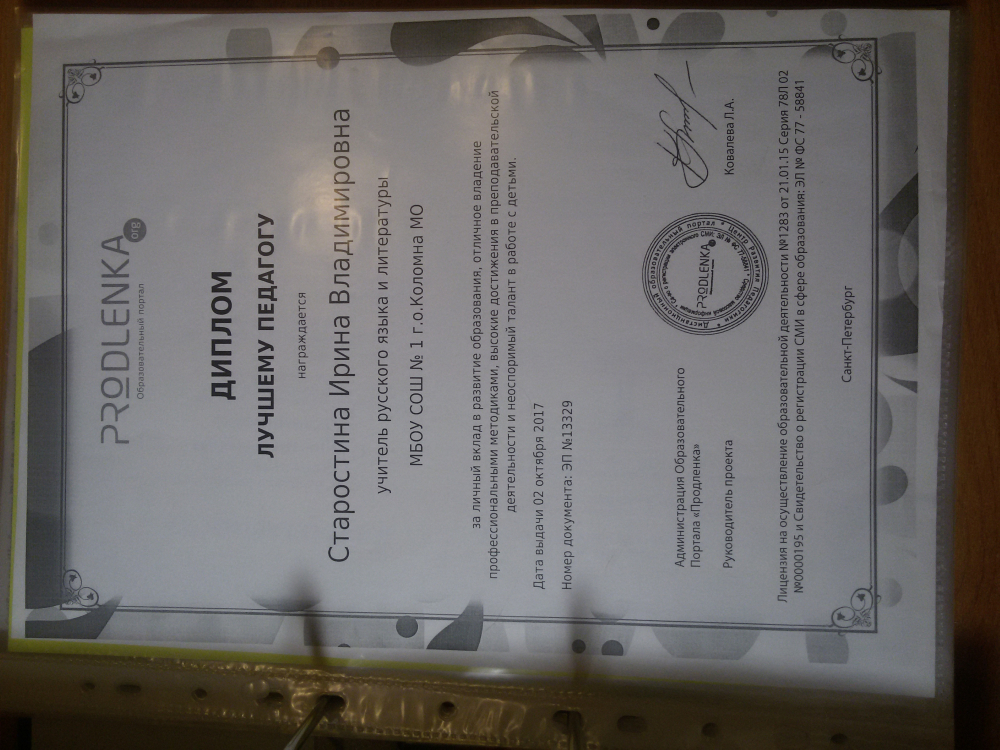 PRODLENKA
org
Образовательный портал
ДИПЛОМ
ЛУЧШЕМУ ПЕДАГОГУ
награждается
Старостина Ирина Владимировна
учитель русского языка и литературы
МБОУ СОШ № 1 г.о.Коломна МО
за личный вклад в развитие образования, отличное владение
профессиональными методиками, высокие достижения в преподавательской
деятельности и неоспоримый талант в работе с детьми.
Дата выдачи 02 октября 2017
Номер документа: ЭП №13329
Администрация Образовательного
Портала «Продленка»
Руководитель проекта
PRODLENKA
Ковалева Л.А.
Лицензия на осуществление образовательной деятельности №1283 от 21.01.15 Серия 78Л 02
№0000195 и Свидетельство о регистрации СМИ в сфере образования: ЭЛ № ФС 77 - 58841
Санкт-Петербург